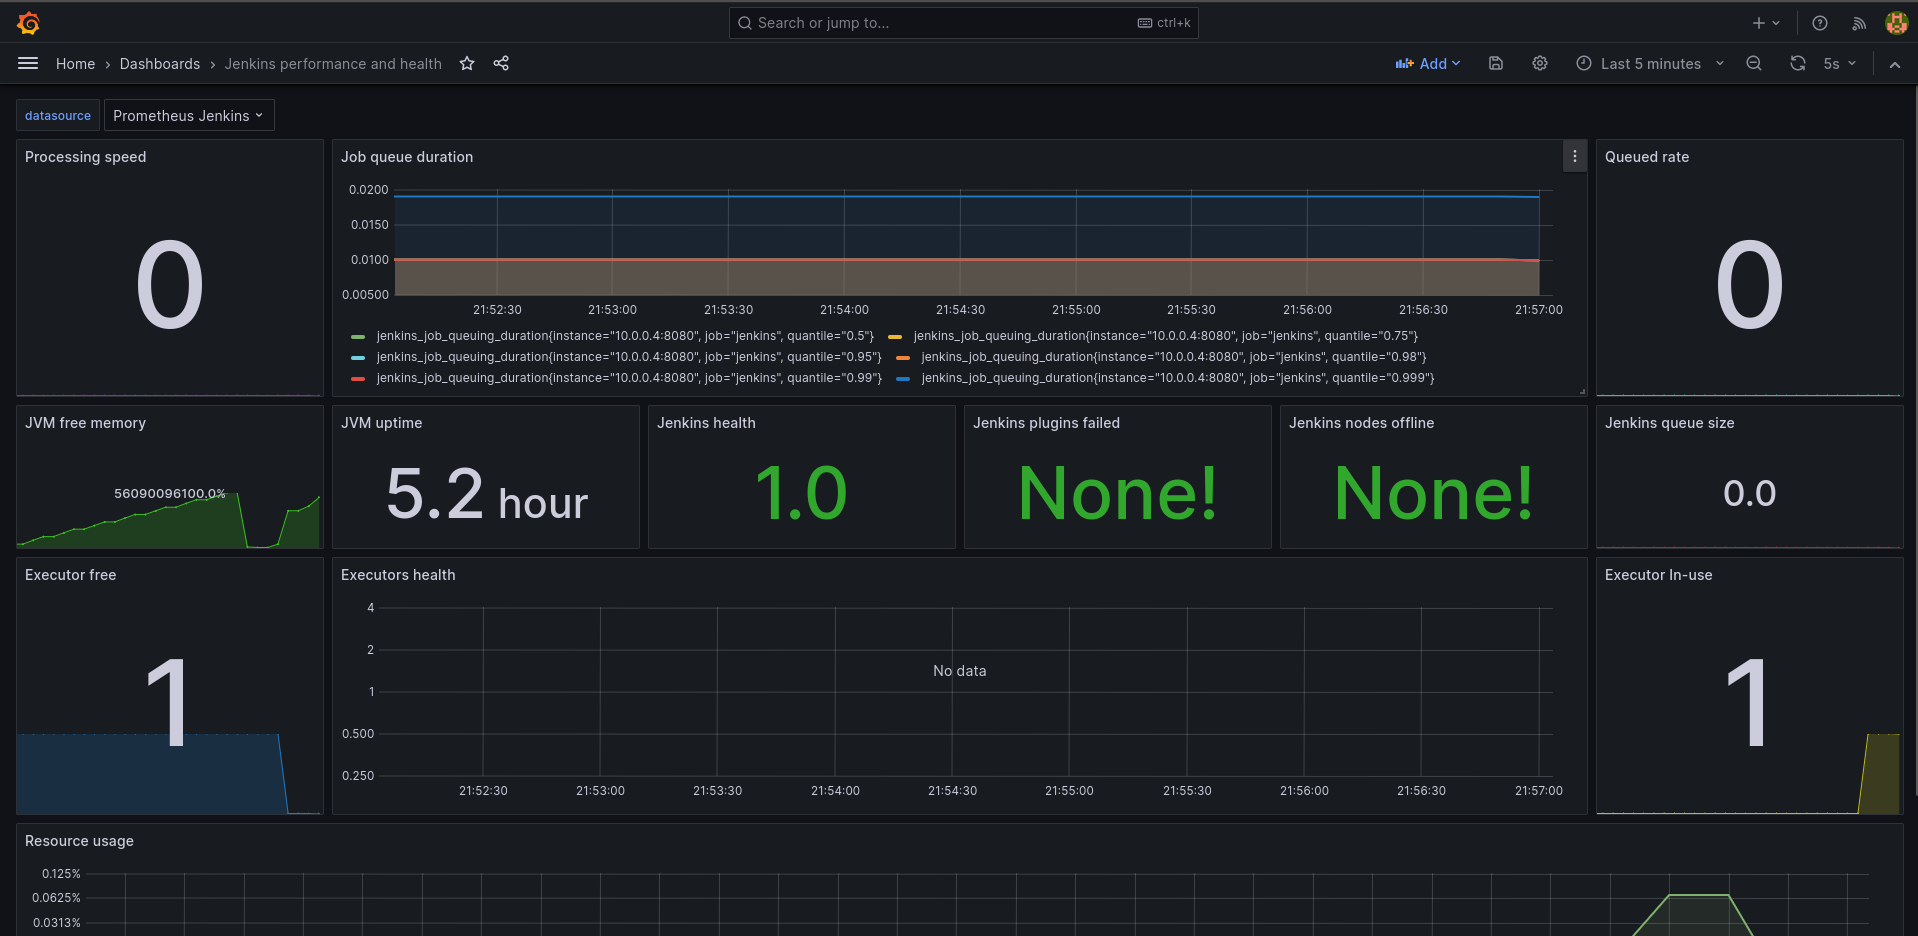 Search or jump to... ctrl+k
Home › Dashboards › Jenkins performance and health
Add Last 5 minutes 5s
datasource Prometheus Jenkins
Processing speed
0
Job queue duration
0.0200
0.0150
0.0100
0.00500
21:52:30 21:53:00 21:53:30 21:54:00 21:54:30 21:55:00 21:55:30 21:56:00 21:56:30 21:57:00
jenkins_job_queuing_duration{instance="10.0.0.4:8080", job="jenkins", quantile="0.5"} jenkins_job_queuing_duration{instance="10.0.0.4:8080", job="jenkins", quantile="0.75"}
jenkins_job_queuing_duration{instance="10.0.0.4:8080", job="jenkins", quantile="0.95"} jenkins_job_queuing_duration{instance="10.0.0.4:8080", job="jenkins", quantile="0.98"}
jenkins_job_queuing_duration{instance="10.0.0.4:8080", job="jenkins", quantile="0.99"} jenkins_job_queuing_duration{instance="10.0.0.4:8080", job="jenkins", quantile="0.999"}
Queued rate
0
JVM free memory
56090096100.0%
JVM uptime
5.2 hour
Jenkins health
1.0
Jenkins plugins failed
None!
Jenkins nodes offline
None!
Jenkins queue size
0.0
Executor free
1
Executors health
4
2
No data
1
0.500
0.250
21:52:30 21:53:00 21:53:30 21:54:00 21:54:30 21:55:00 21:55:30 21:56:00 21:56:30 21:57:00
Executor In-use
1
Resource usage
0.125%
0.0625%
0.0313%